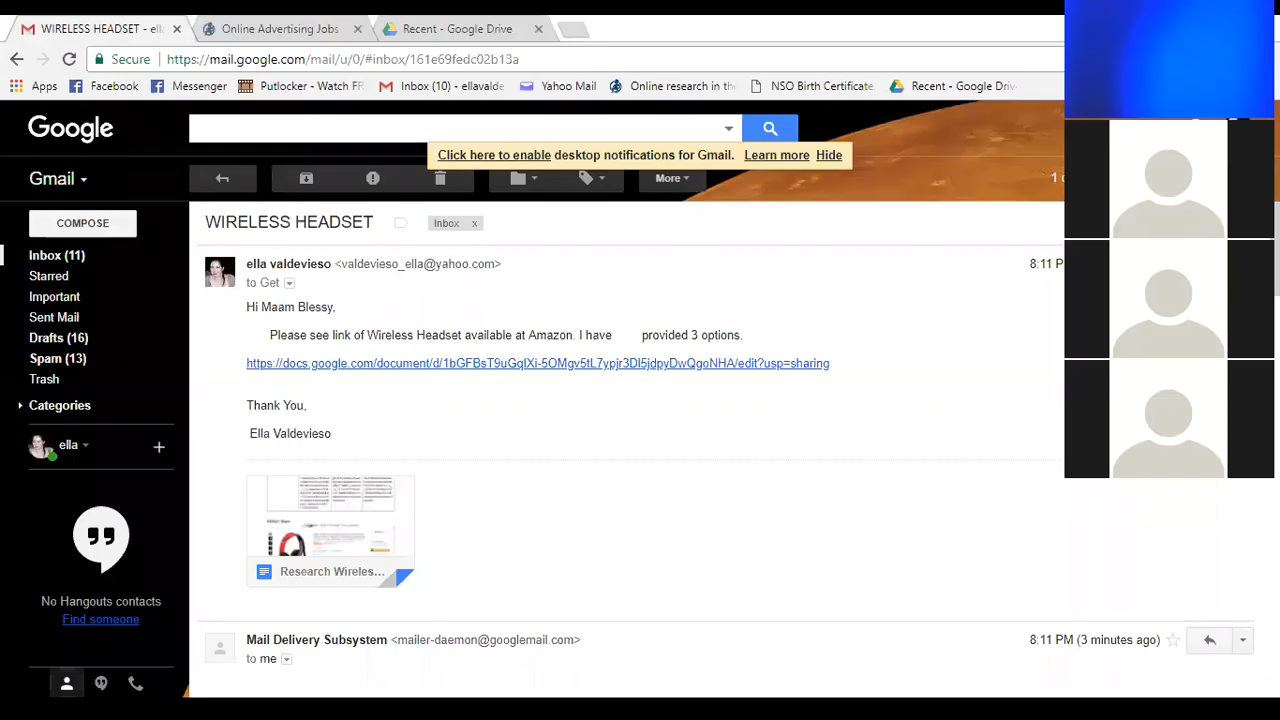 WIRELESS HEADSET - ella
Online Advertising Jobs
Recent - Google Drive
Secure
https://mail.google.com/mail/u/0/#inbox/161e69fedc02b13a
Apps
Facebook
Messenger
Putlocker - Watch FR
Inbox (10) - ellavalde
Yahoo Mail
Online research in the
NSO Birth Certificate
Recent - Google Driv
Google
Click here to enable desktop notifications for Gmail. Learn more Hide
Gmail
More
1 o
COMPOSE
WIRELESS HEADSET
Inbox x
Inbox (11)
Starred
Important
Sent Mail
Drafts (16)
Spam (13)
Trash
Categories
ella
No Hangouts contacts
Find someone
ella valdevieso <valdevieso_ella@yahoo.com>
8:11 P
to Get
Hi Maam Blessy,
Please see link of Wireless Headset available at Amazon. I have provided 3 options.
https://docs.google.com/document/d/1bGFBsT9uGqlXi-5OMgv5tL7ypjr3Dl5jdpyDwQgoNHA/edit?usp=sharing
Thank You,
Ella Valdevieso
Research Wireles...
Mail Delivery Subsystem <mailer-daemon@googlemail.com>
8:11 PM (3 minutes ago)
to me